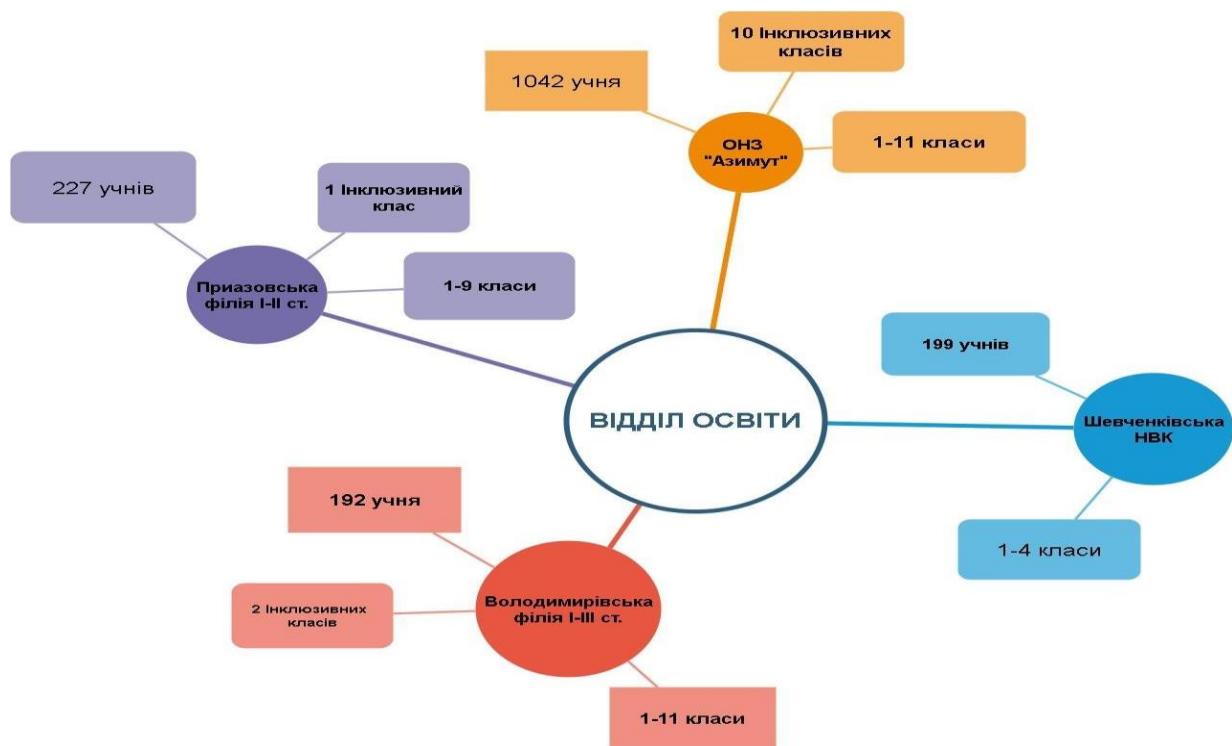 10 Інклюзивних
класів
1042 учня
ОНЗ
"Азимут"
1-11 класи
227 учнів
1 Інклюзивний
клас
Приазовська
філія І-ІІ ст.
1-9 класи
199 учнів
ВІДДІЛ ОСВІТИ
Шевченківська
НВК
1-4 класи
192 учня
2 Інклюзивних
класів
Володимирівська
філія І-ІІІ ст.
1-11 класи